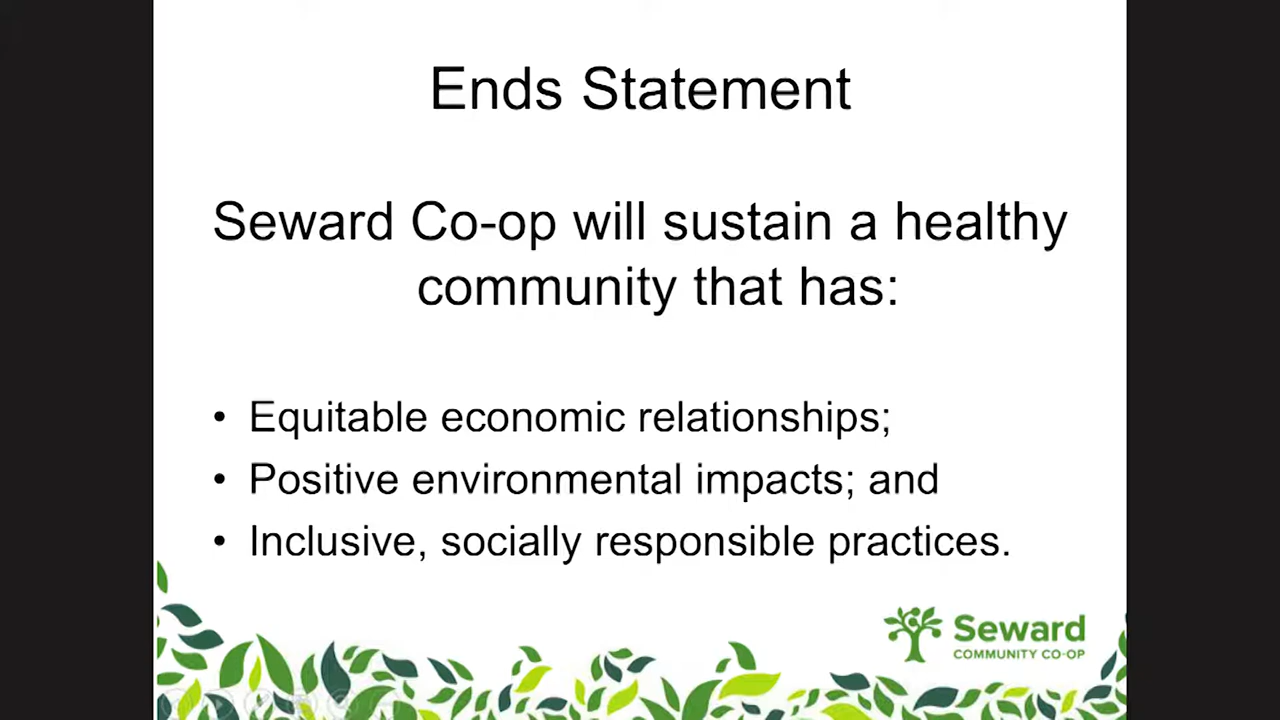 Ends Statement
Seward Co-op will sustain a healthy
community that has:
• Equitable economic relationships;
• Positive environmental impacts; and
• Inclusive, socially responsible practices.
Seward
COMMUNITY CO-OP